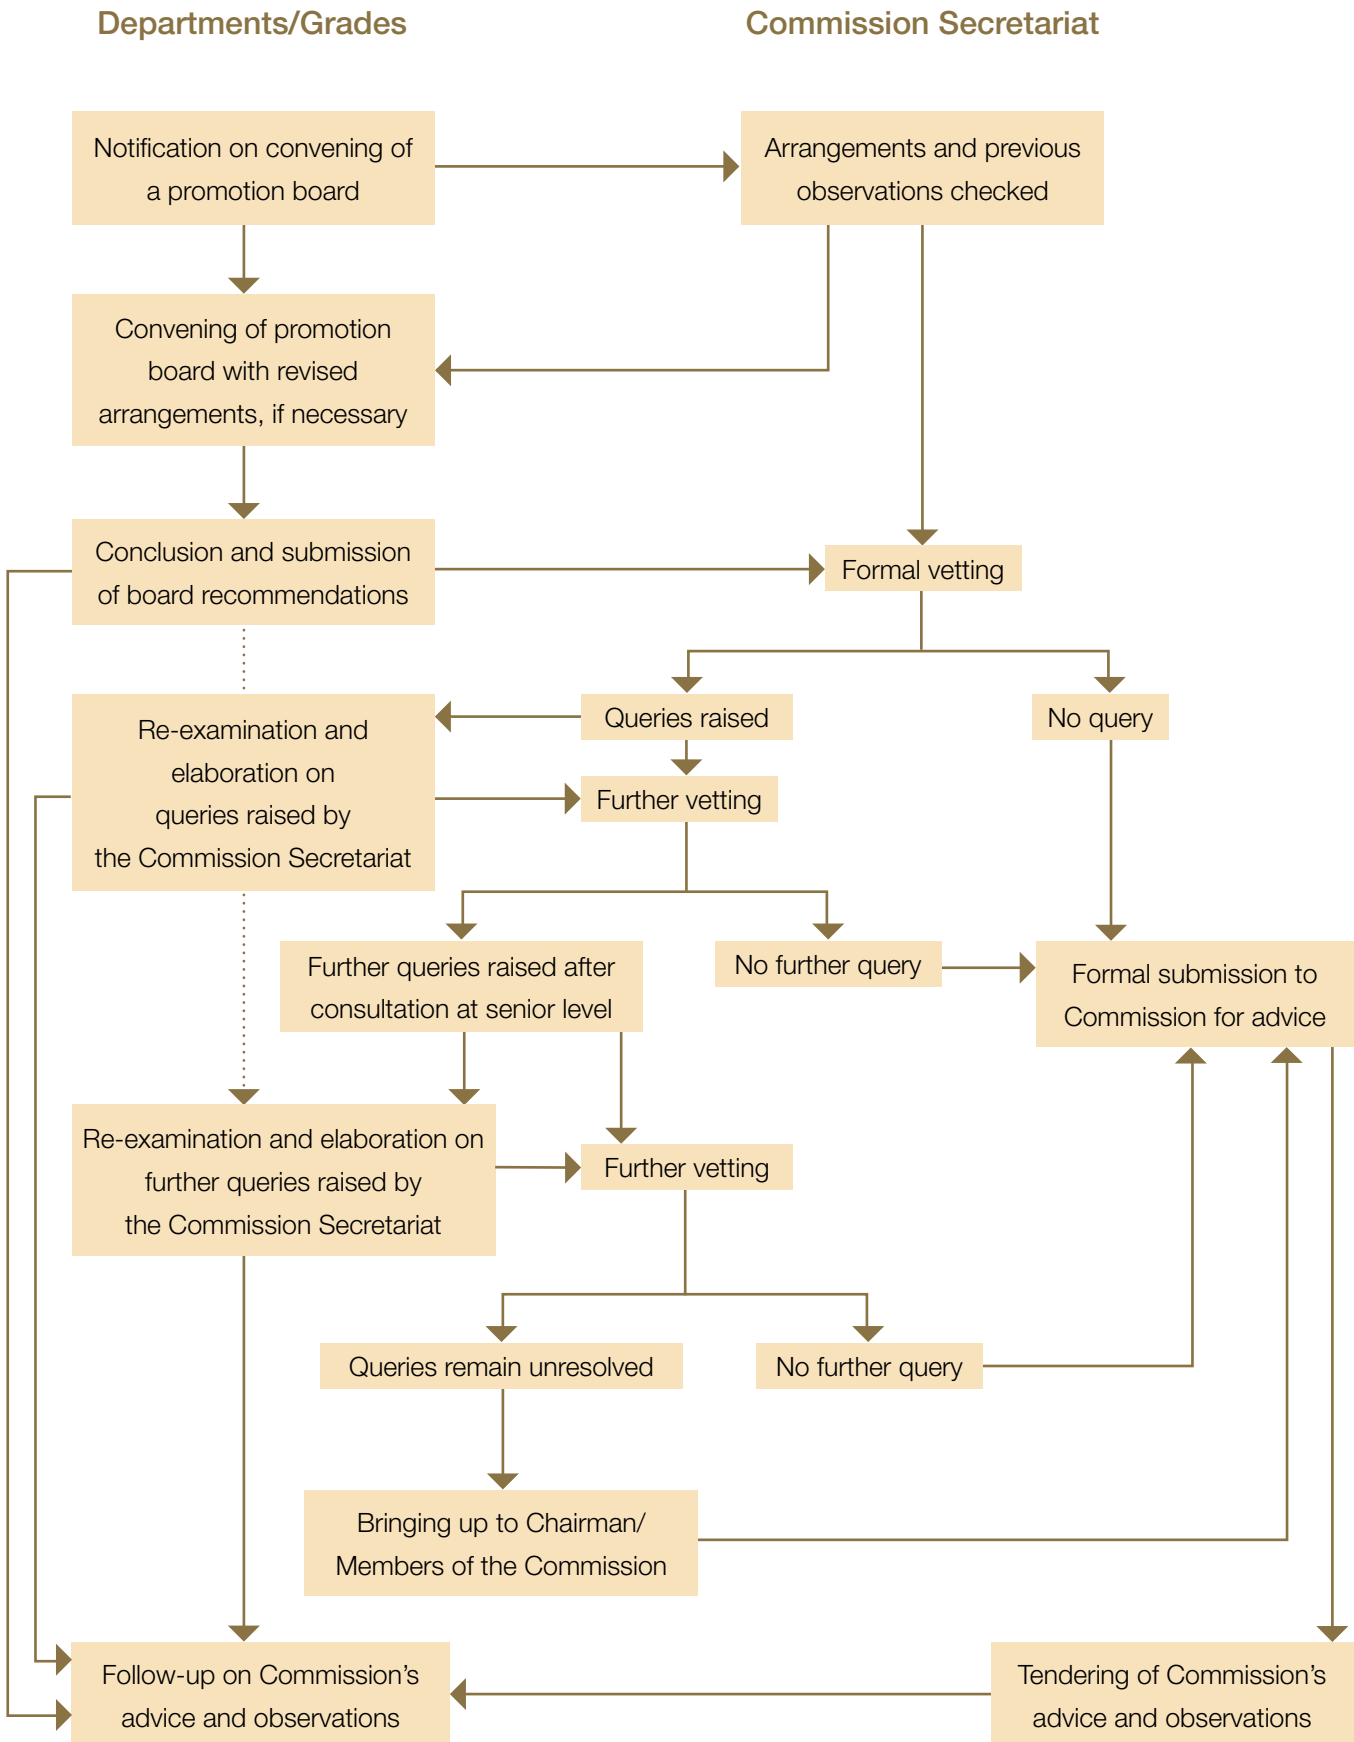 Departments/Grades
Commission Secretariat
Notification on convening of
a promotion board
Arrangements and previous
observations checked
Convening of promotion
board with revised
arrangements, if necessary
Conclusion and submission
of board recommendations
Formal vetting
Re-examination and
elaboration on
queries raised by
the Commission Secretariat
Queries raised
No query
Further vetting
Further queries raised after
consultation at senior level
No further query
Formal submission to
Commission for advice
Re-examination and elaboration on
further queries raised by
the Commission Secretariat
Further vetting
Queries remain unresolved
No further query
Bringing up to Chairman/
Members of the Commission
Follow-up on Commission’s
advice and observations
Tendering of Commission’s
advice and observations